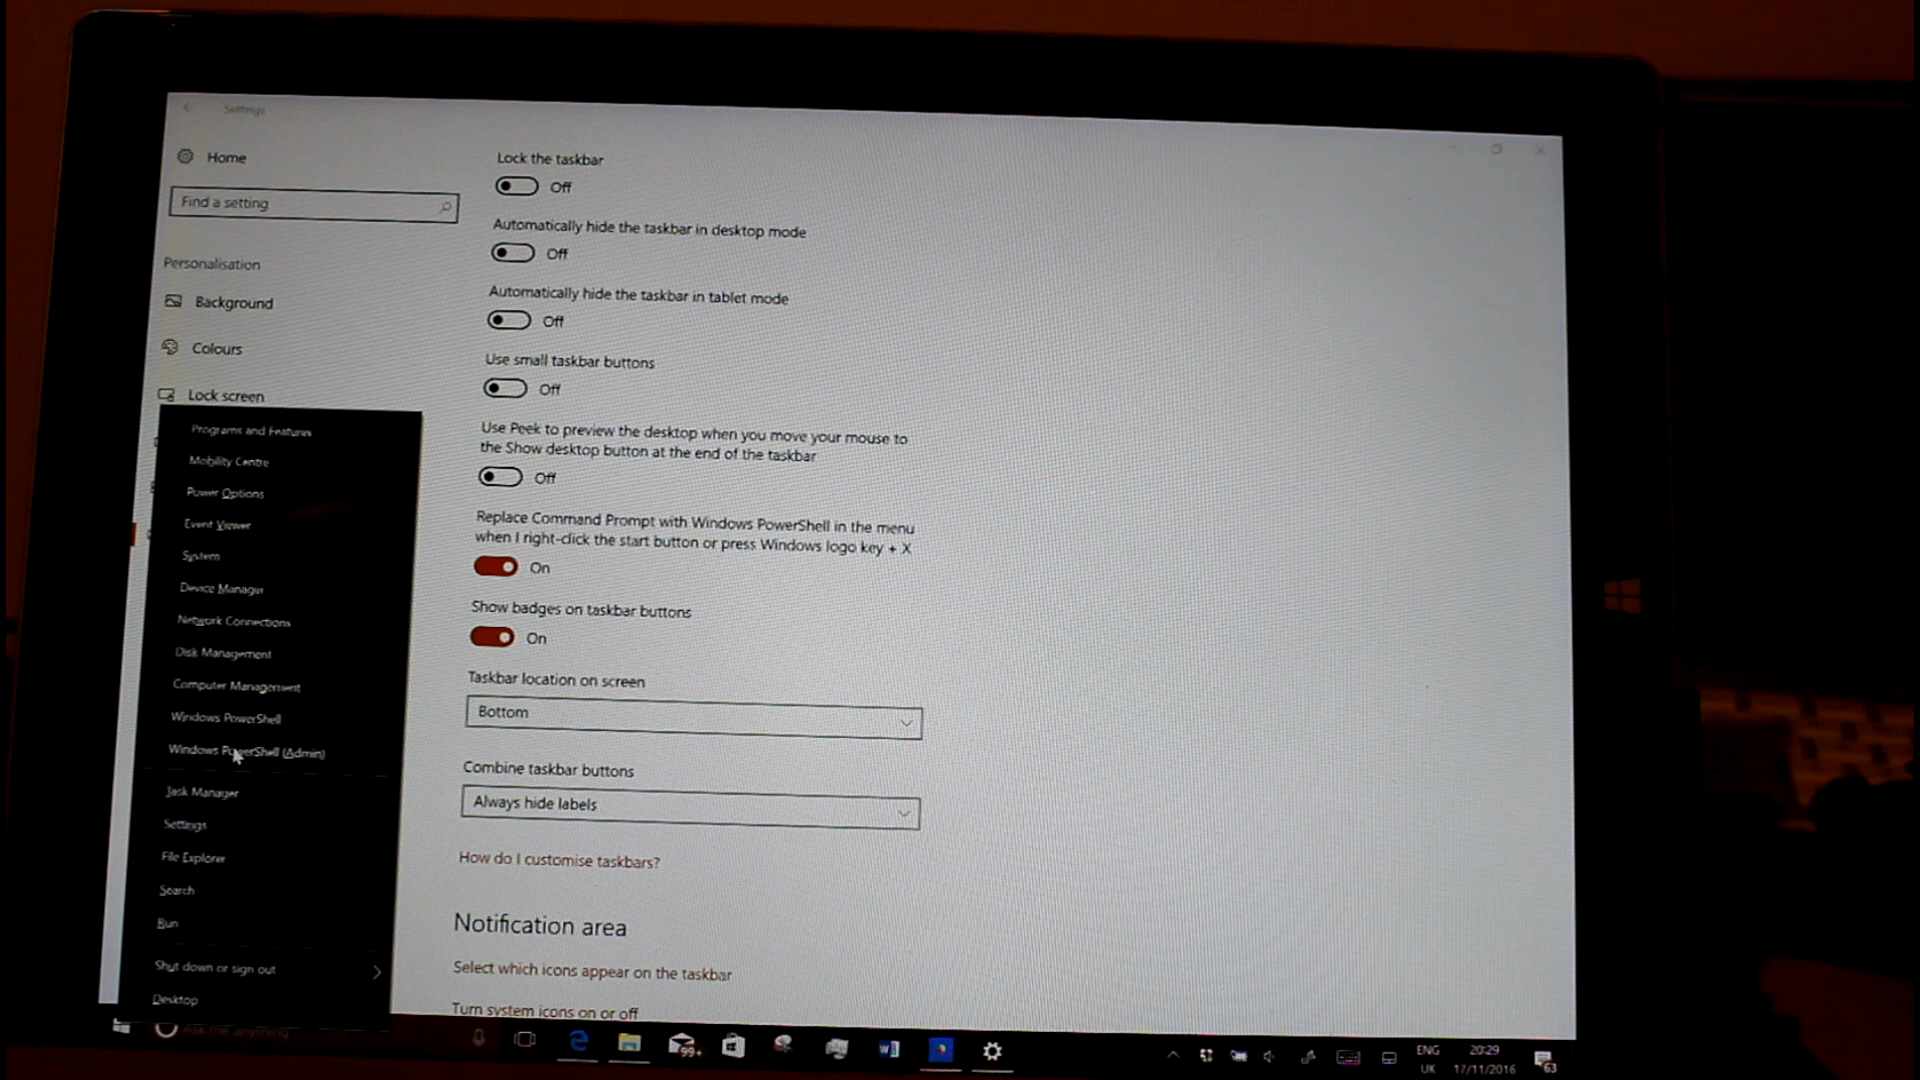 Settings
Home
Find a setting
Personalisation
Background
Colours
Lock screen
Programs and Features
Mobility Centre
Power Options
Event Viewer
System
Device Manager
Network Connections
Disk Management
Computer Management
Windows PowerShell
Windows PowerShell (Admin)
Task Manager
Settings
File Explorer
Search
Run
Shut down or sign out
Desktop
Lock the taskbar
Off
Automatically hide the taskbar in desktop mode
Off
Automatically hide the taskbar in tablet mode
Off
Use small taskbar buttons
Off
Use Peek to preview the desktop when you move your mouse to
the Show desktop button at the end of the taskbar
Off
Replace Command Prompt with Windows PowerShell in the menu
when I right-click the start button or press Windows logo key + X
On
Show badges on taskbar buttons
On
Taskbar location on screen
Bottom
Combine taskbar buttons
Always hide labels
How do I customise taskbars?
Notification area
Select which icons appear on the taskbar
Turn system icons on or off
Ask me anything
99+
ENG
UK
20:29
17/11/2016
63